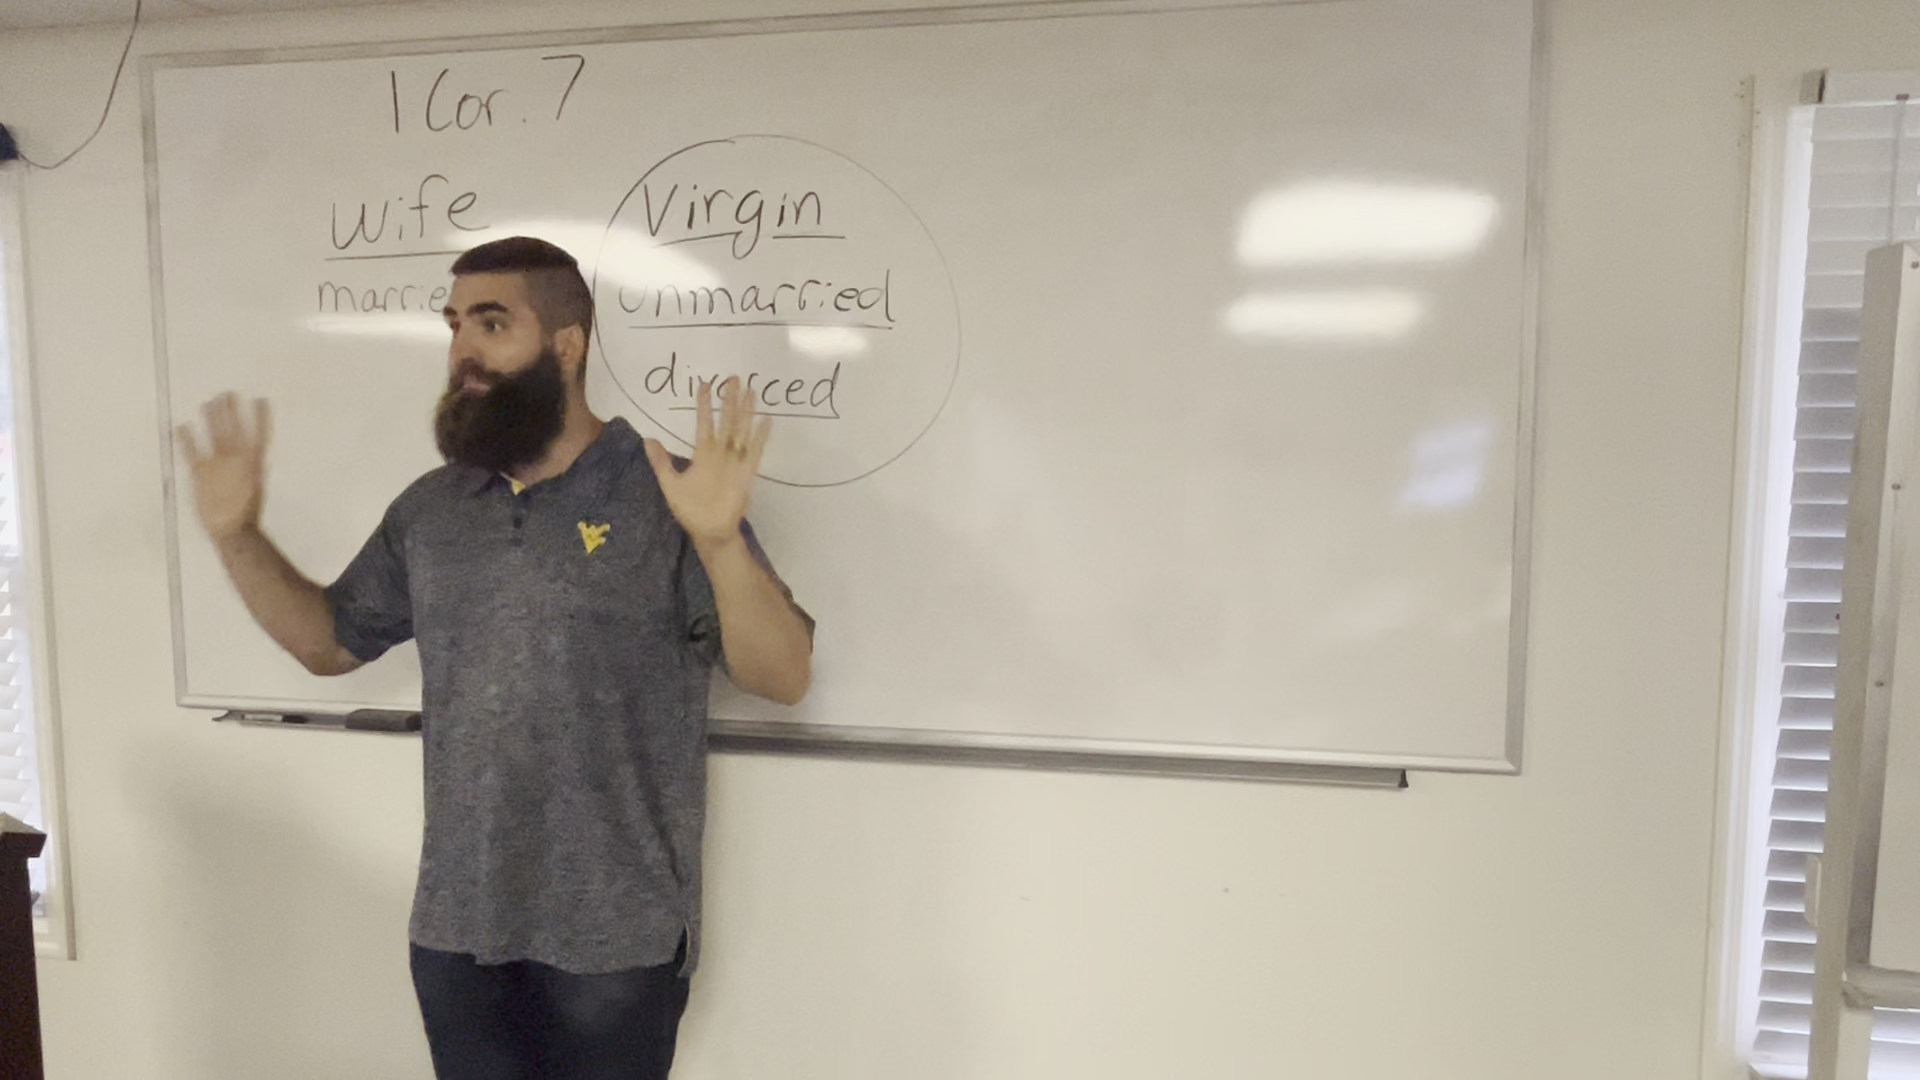 1 Cor. 7
Wife
Virgin
unmarried
divorced